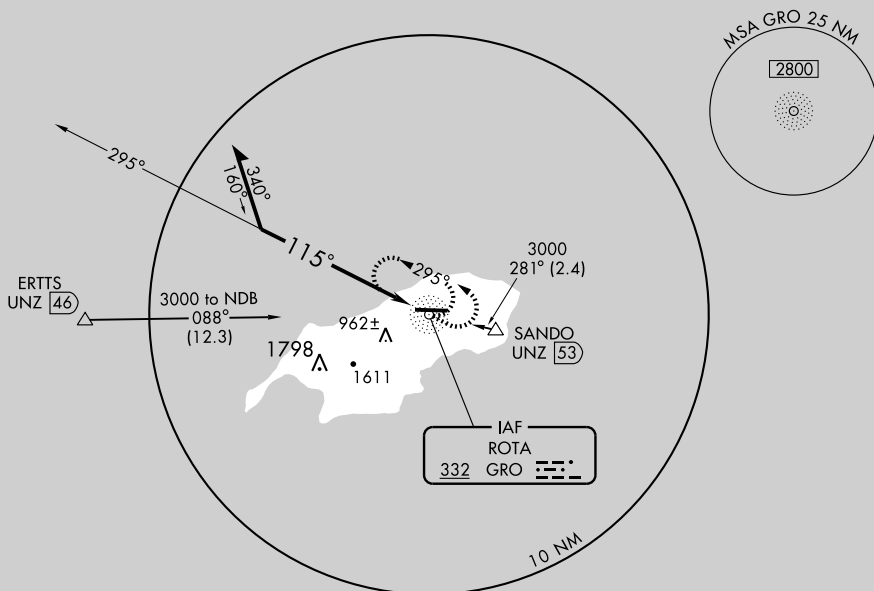 MSA GRO 25 NM
2800
295°
340°
160°
115°
295°
3000
281° (2.4)
ERTTS
UNZ 46
3000 to NDB
088°
(12.3)
962±
SANDO
UNZ 53
1798
1611
IAF
ROTA
332 GRO
10 NM